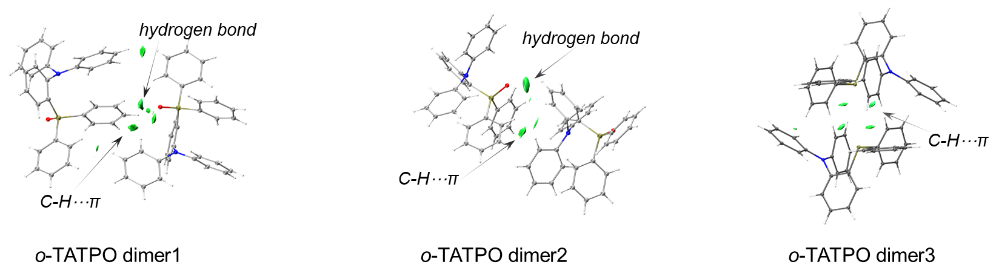 hydrogen bond
C-H···π
o-TATPO dimer1
hydrogen bond
C-H···π
o-TATPO dimer2
C-H···π
o-TATPO dimer3